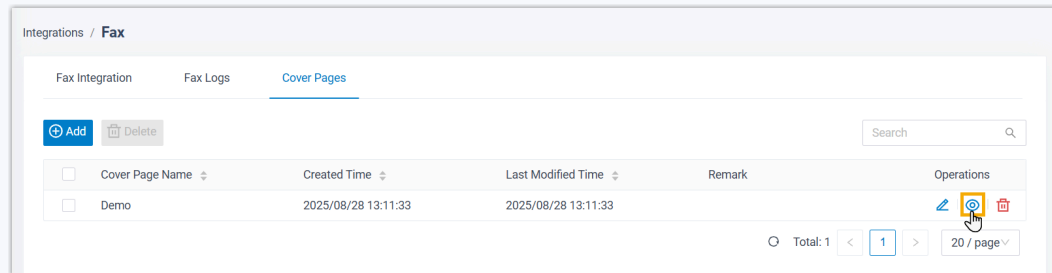 Integrations / Fax
Fax Integration Fax Logs Cover Pages
Add Delete Search
Cover Page Name Created Time Last Modified Time Remark Operations
Demo 2025/08/28 13:11:33 2025/08/28 13:11:33
Total: 1 < 1 > 20 / page